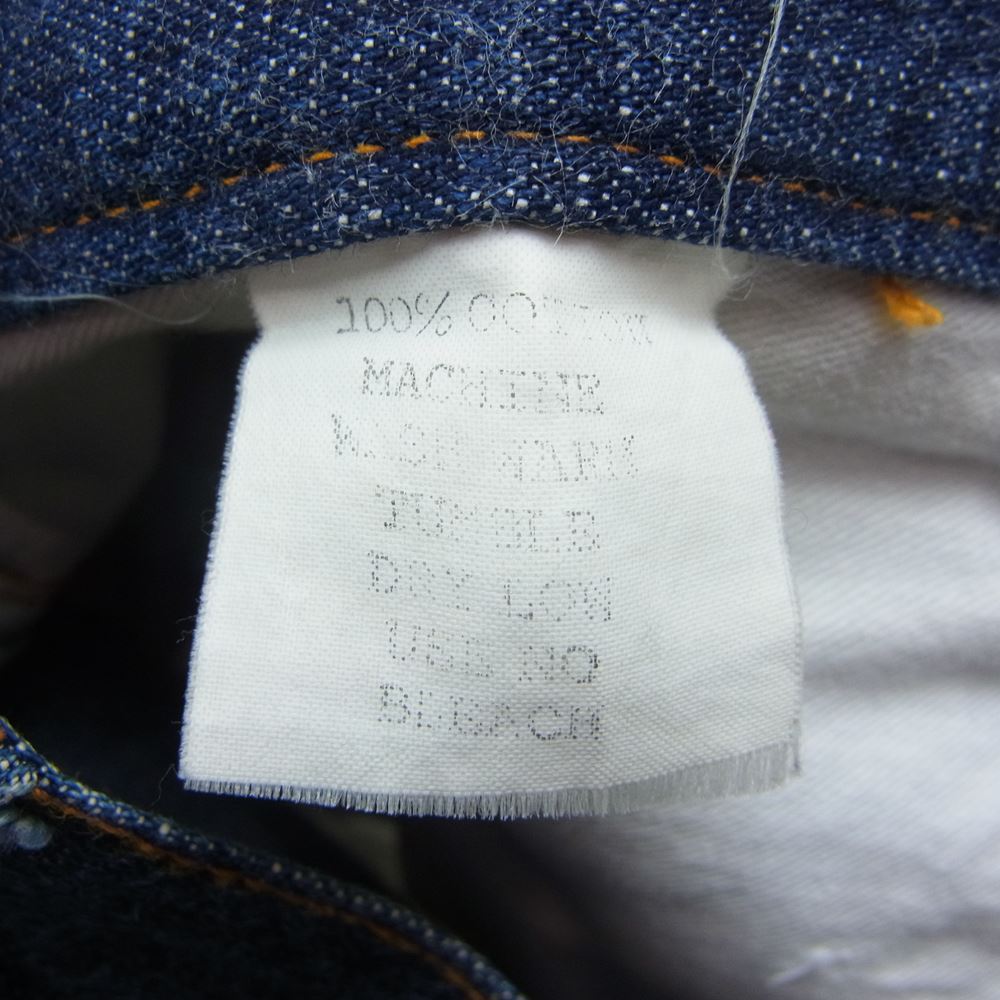 100% COTTON
MACHINE
WASH WARM
TUMBLE
DRY LOW
USE NO
BLEACH